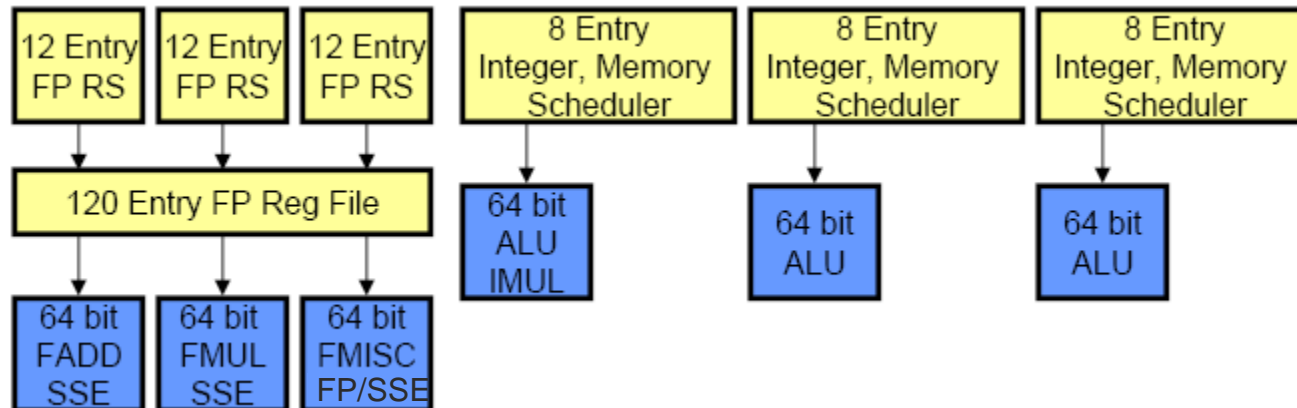 12 Entry
FP RS
12 Entry
FP RS
12 Entry
FP RS
8 Entry
Integer, Memory
Scheduler
8 Entry
Integer, Memory
Scheduler
8 Entry
Integer, Memory
Scheduler
120 Entry FP Reg File
64 bit
ALU
IMUL
64 bit
ALU
64 bit
ALU
64 bit
FADD
SSE
64 bit
FMUL
SSE
64 bit
FMISC
FP/SSE